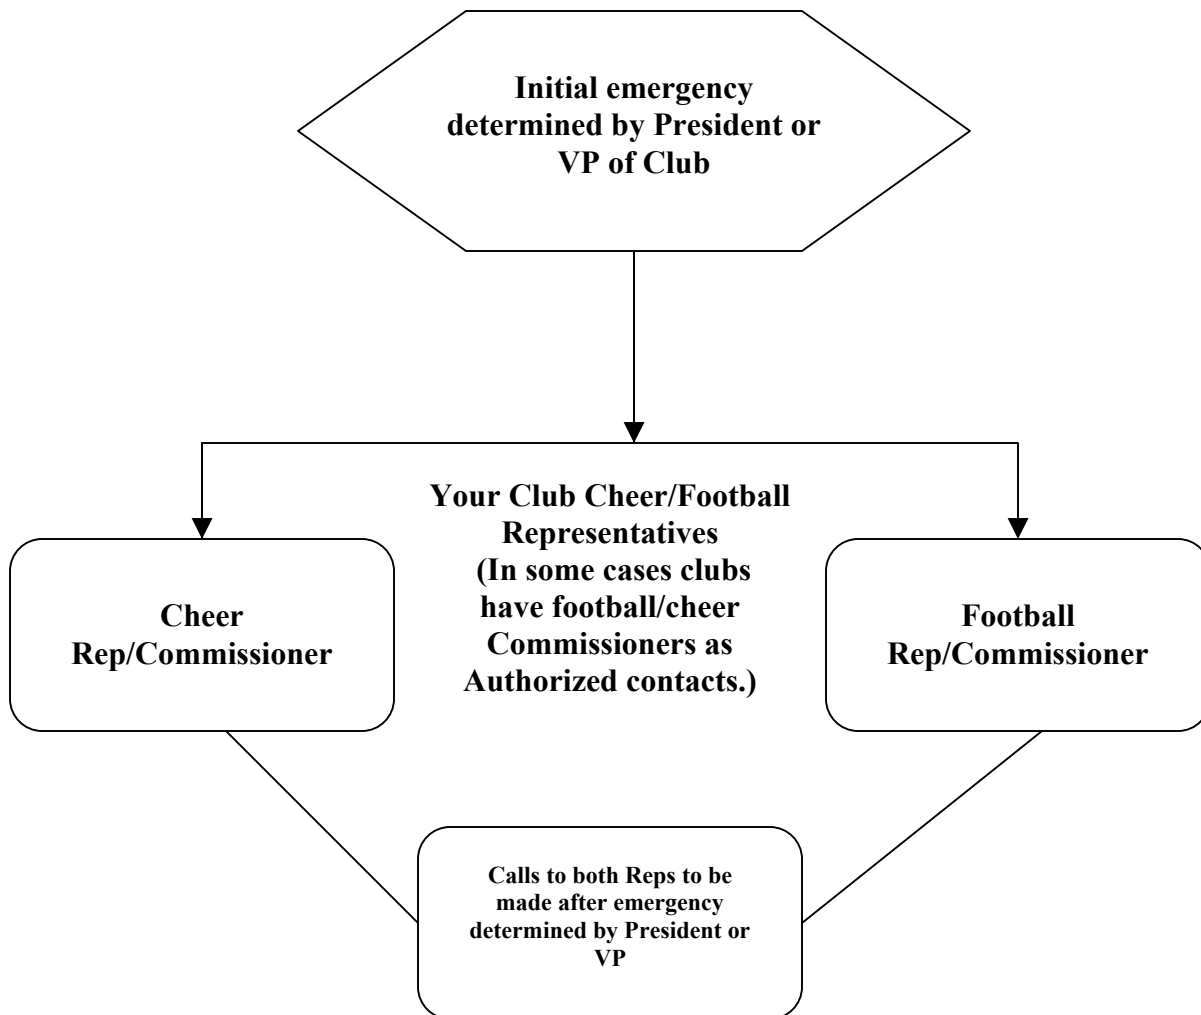 Initial emergency
determined by President or
VP of Club
Your Club Cheer/Football
Representatives
(In some cases clubs
have football/cheer
Commissioners as
Authorized contacts.)
Cheer
Rep/Commissioner
Football
Rep/Commissioner
Calls to both Reps to be
made after emergency
determined by President or
VP